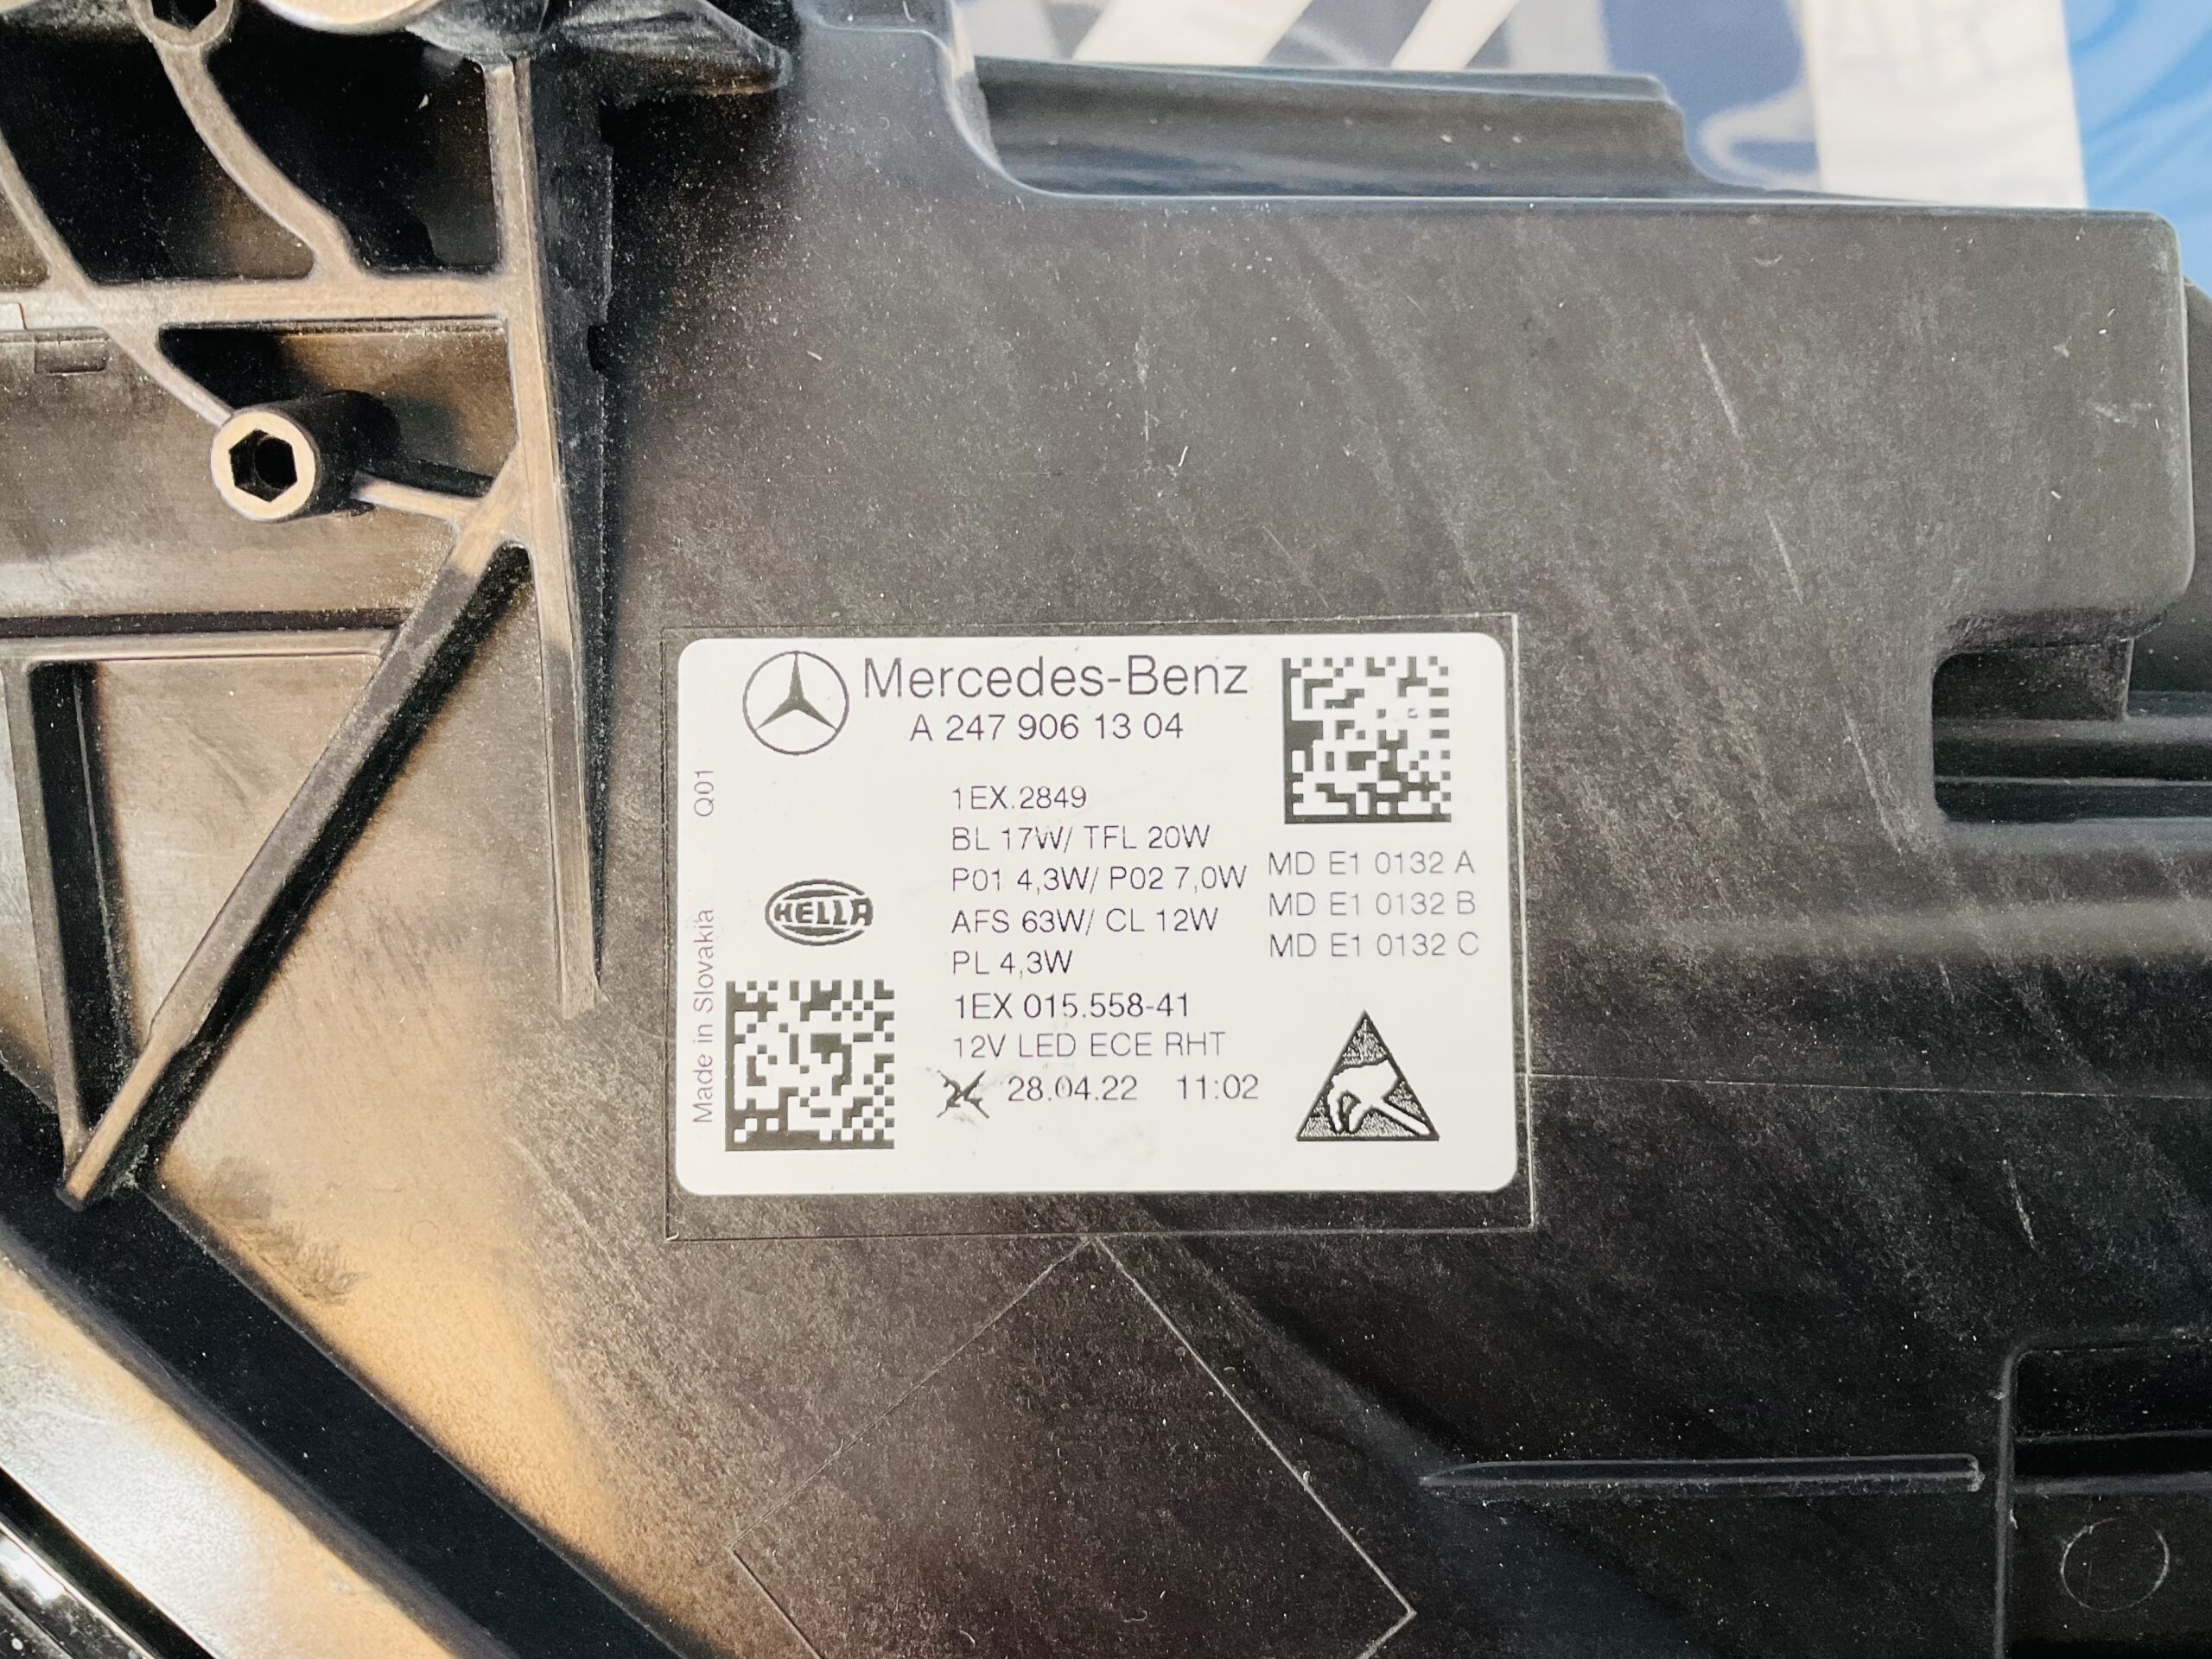 Mercedes-Benz
A 247 906 13 04
Q01
1EX.2849
BL 17W/ TFL 20W
P01 4,3W/ P02 7,0W
AFS 63W/ CL 12W
PL 4,3W
MD E1 0132 A
MD E1 0132 B
MD E1 0132 C
HELLA
Made in Slovakia
1EX 015.558-41
12V LED ECE RHT
28.04.22 11:02